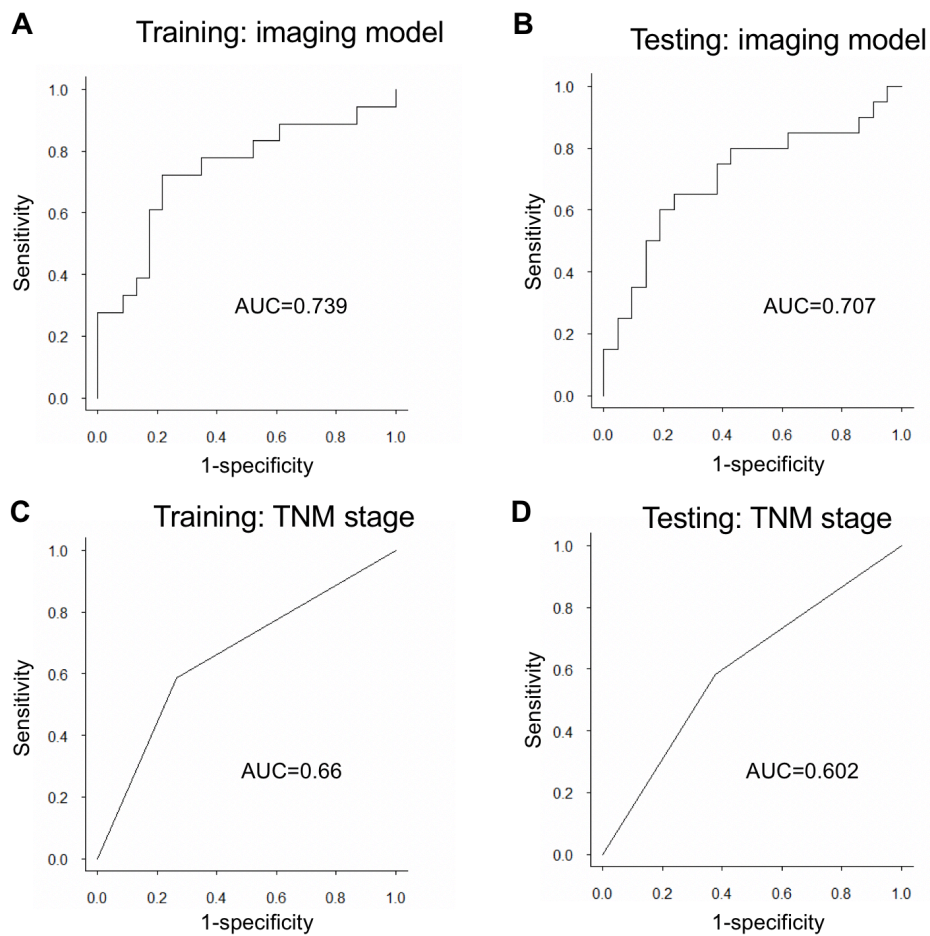 A
Training: imaging model
1.0
0.8
0.6
0.4
0.2
0.0
Sensitivity
AUC=0.739
0.0 0.2 0.4 0.6 0.8 1.0
1-specificity
B
Testing: imaging model
1.0
0.8
0.6
0.4
0.2
0.0
Sensitivity
AUC=0.707
0.0 0.2 0.4 0.6 0.8 1.0
1-specificity
C
Training: TNM stage
1.0
0.8
0.6
0.4
0.2
0.0
Sensitivity
AUC=0.66
0.0 0.2 0.4 0.6 0.8 1.0
1-specificity
D
Testing: TNM stage
1.0
0.8
0.6
0.4
0.2
0.0
Sensitivity
AUC=0.602
0.0 0.2 0.4 0.6 0.8 1.0
1-specificity